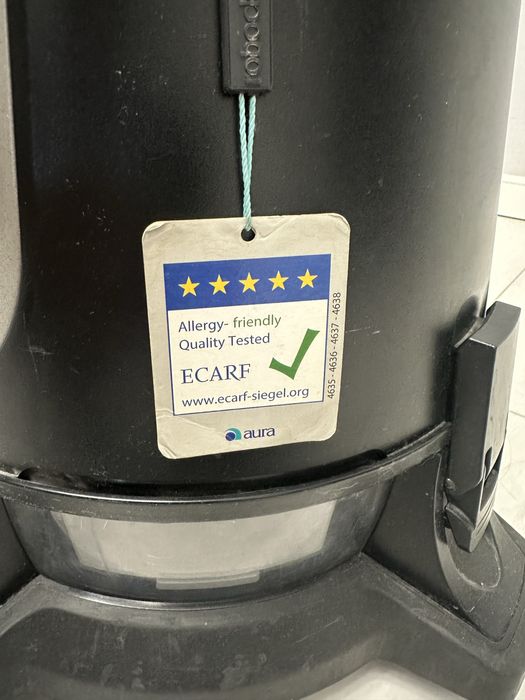 Allergy- friendly
Quality Tested
ECARF
www.ecarf-siegel.org
4635 - 4636 - 4637 - 4638
aura